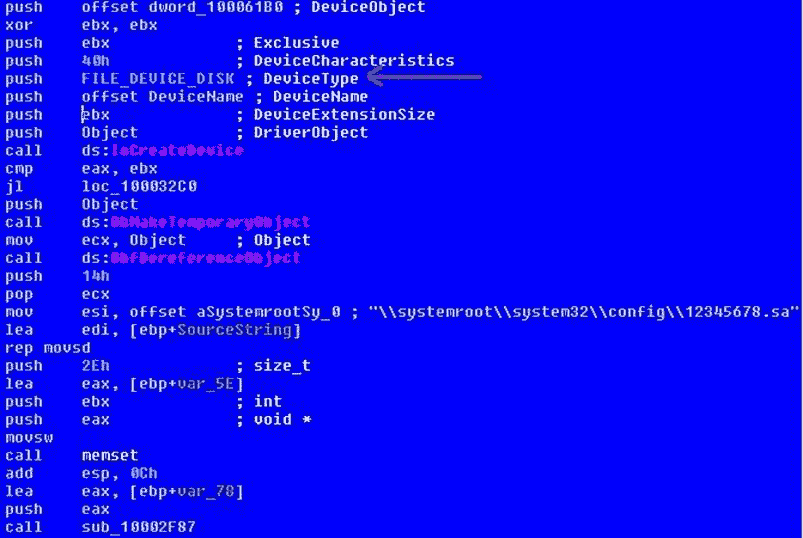 push offset dword_100061B0 ; DeviceObject
xor ebx, ebx
push ebx ; Exclusive
push 40h ; DeviceCharacteristics
push FILE_DEVICE_DISK ; DeviceType
push offset DeviceName ; DeviceName
push ebx ; DeviceExtensionSize
push Object ; DriverObject
call ds:IoCreateDevice
cmp eax, ebx
jl loc_100032C0
push Object
call ds:ObMakeTemporaryObject
mov ecx, Object ; Object
call ds:ObfDereferenceObject
push 14h
pop ecx
mov esi, offset aSystemrootSy_0 ; "\\systemroot\\system32\\config\\12345678.sa"
lea edi, [ebp+SourceString]
rep movsd
push 2Eh ; size_t
lea eax, [ebp+var_5E]
push ebx ; int
push eax ; void *
movsw
call memset
add esp, 0Ch
lea eax, [ebp+var_78]
push eax
call sub_10002F87